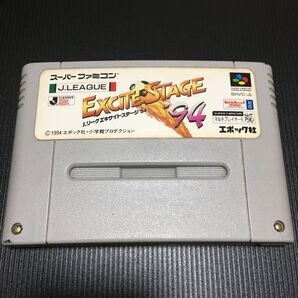 スーパーファミコン
J.LEAGUE
SHVC-JL
EXCITE STAGE
94
Jリーグ エキサイトステージ'94
マルチプレイヤー5
対応
©1994 エポック社・小学館プロダクション
エポック社